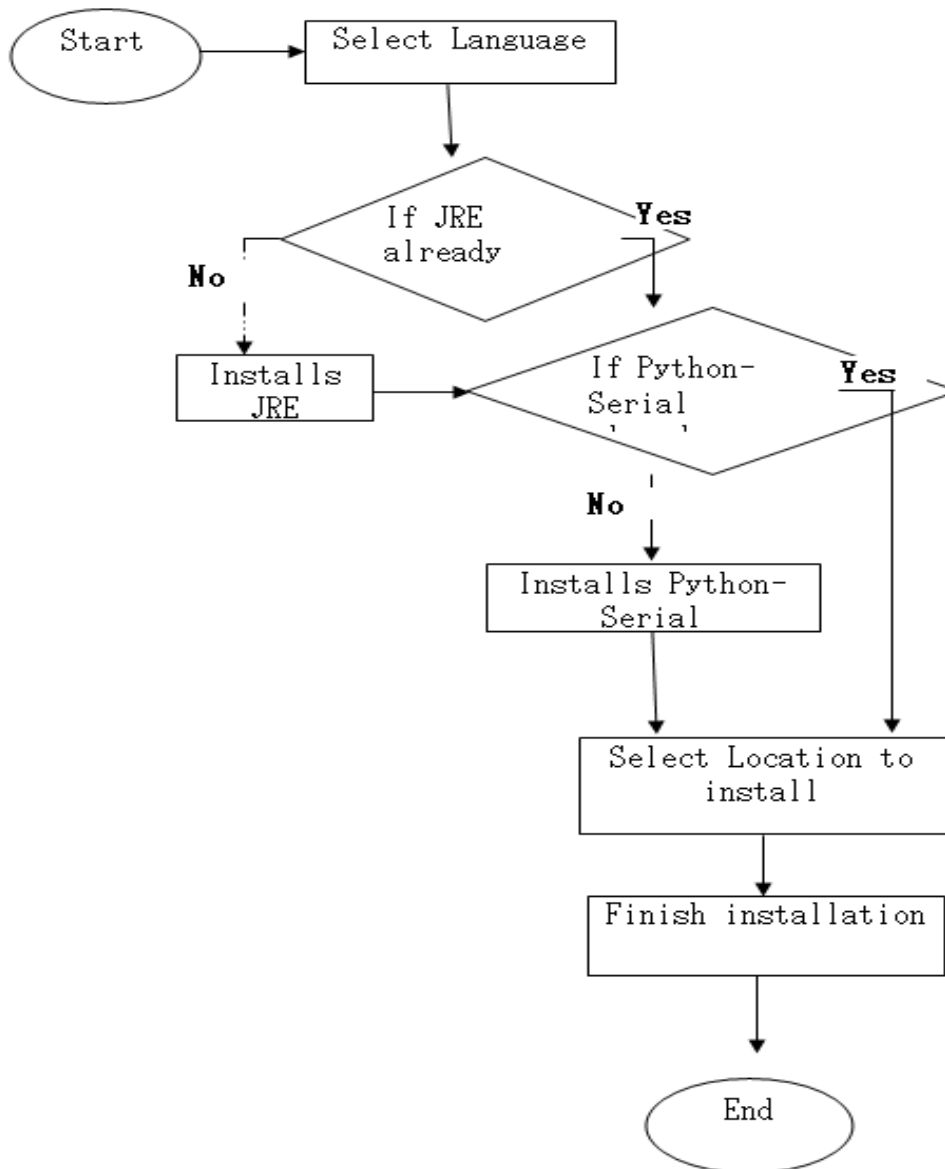 Start
Select Language
If JRE
already
Yes
No
Installs
JRE
If Python-
Serial
Yes
No
Installs Python-
Serial
Select Location to
install
Finish installation
End